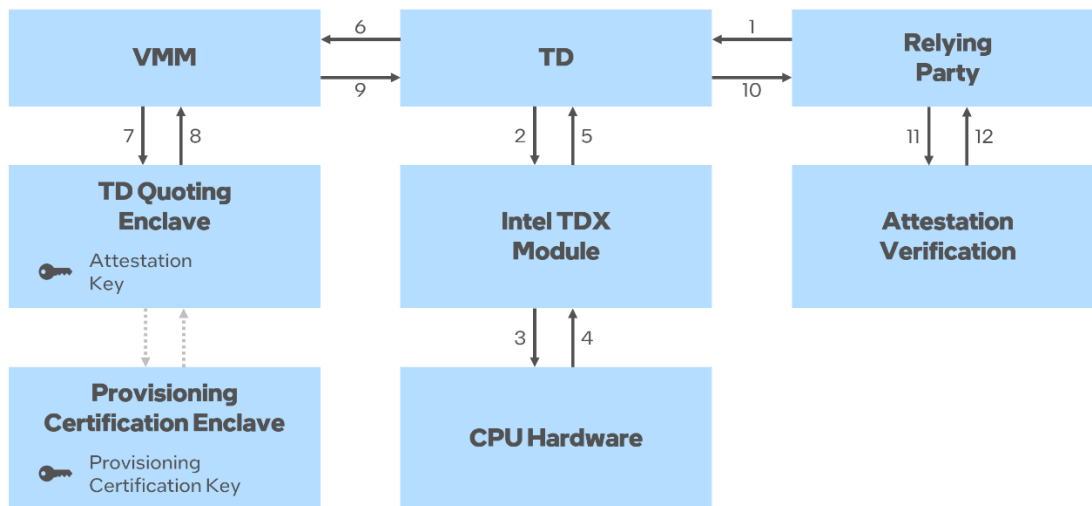 VMM
6
9
TD
1
10
Relying
Party
7
8
2
5
11
12
TD Quoting
Enclave
Attestation
Key
Intel TDX
Module
Attestation
Verification
3
4
Provisioning
Certification Enclave
Provisioning
Certification Key
CPU Hardware